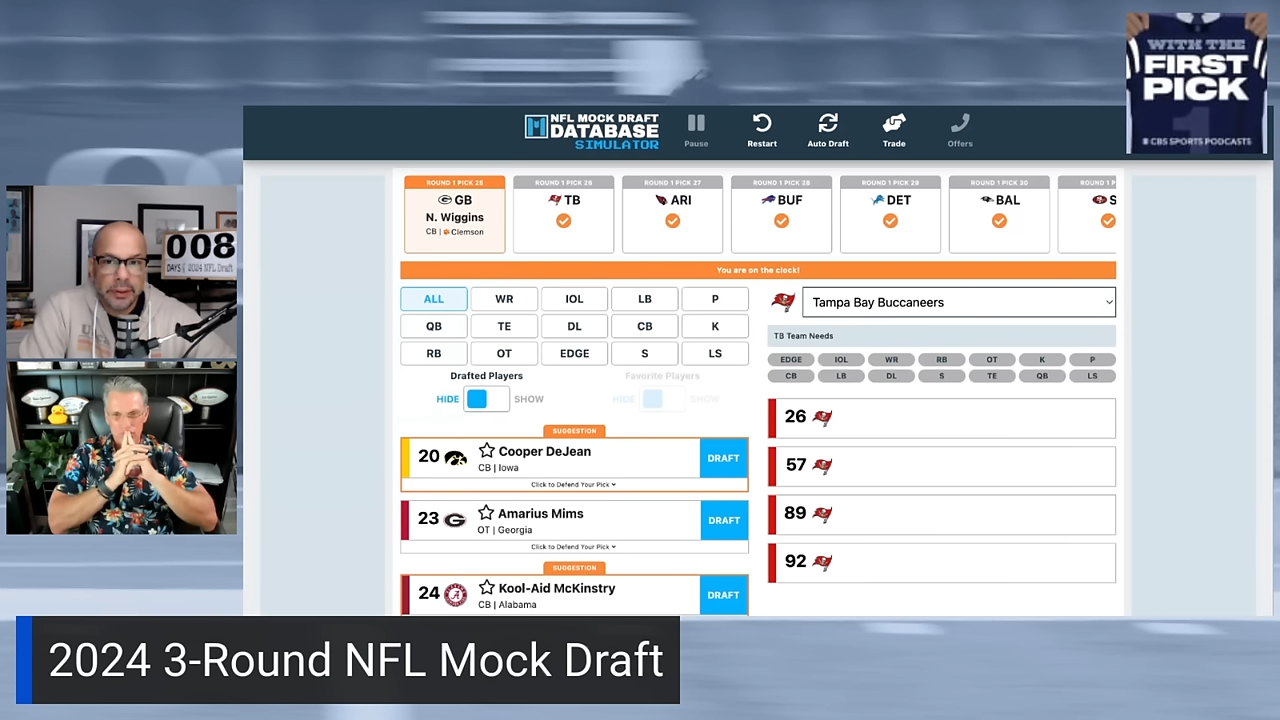 WITH THE
FIRST
PICK
CBS SPORTS PODCASTS
NFL MOCK DRAFT
DATABASE
SIMULATOR
Pause
Restart
Auto Draft
Trade
Offers
ROUND 1 PICK 25
ROUND 1 PICK 26
ROUND 1 PICK 27
ROUND 1 PICK 28
ROUND 1 PICK 29
ROUND 1 PICK 30
ROUND 1 P
GB
TB
ARI
BUF
DET
BAL
S
N. Wiggins
CB | Clemson
You are on the clock!
008
DAYS 2024 NFL Draft
ALL
WR
IOL
LB
P
QB
TE
DL
CB
K
RB
OT
EDGE
S
LS
Drafted Players
Favorite Players
HIDE
SHOW
HIDE
SHOW
Tampa Bay Buccaneers
TB Team Needs
EDGE
IOL
WR
RB
OT
K
P
CB
LB
DL
S
TE
QB
LS
SUGGESTION
20
Cooper DeJean
CB | Iowa
DRAFT
Click to Defend Your Pick
23
Amarius Mims
OT | Georgia
DRAFT
Click to Defend Your Pick
SUGGESTION
24
Kool-Aid McKinstry
CB | Alabama
DRAFT
26
57
89
92
2024 3-Round NFL Mock Draft